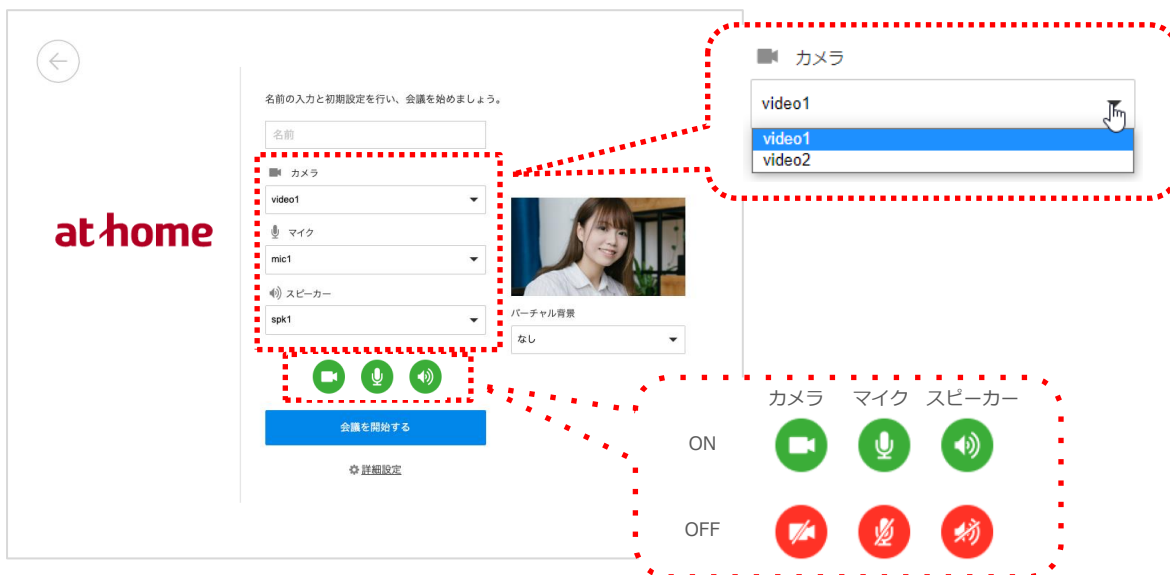 名前の入力と初期設定を行い、会議を始めましょう。
名前
カメラ
video1
マイク
mic1
スピーカー
spk1
at home
バーチャル背景
なし
会議を開始する
詳細設定
カメラ
video1
video1
video2
カメラ マイク スピーカー
ON
OFF